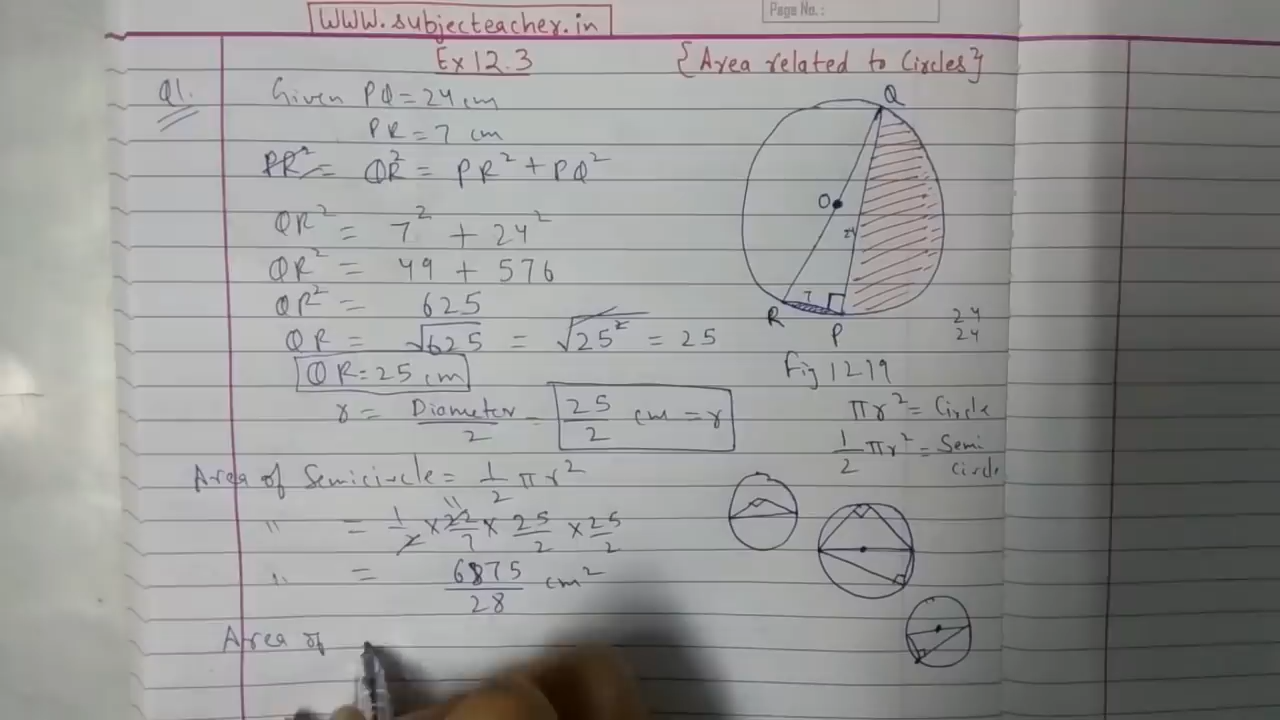 WWW.subjecteacher.in
Page No.:
Ex 12.3
{Area related to Circles}
Q1.
Given PQ = 24 cm
PR = 7 cm
PR² = QR² = PR² + PQ²
QR² = 7² + 24²
QR² = 49 + 576
QR² = 625
QR = √625 = √25² = 25
QR = 25 cm
r = Diameter/2 = 25/2 cm = r
Area of Semicircle = 1/2 πr²
" = 1/2 × 22/7 × 25/2 × 25/2
11
" = 6875/28 cm²
Area of
Q
O
24
7
R
P
24
24
Fig 12.19
πr² = Circle
1/2 πr² = Semi
circle